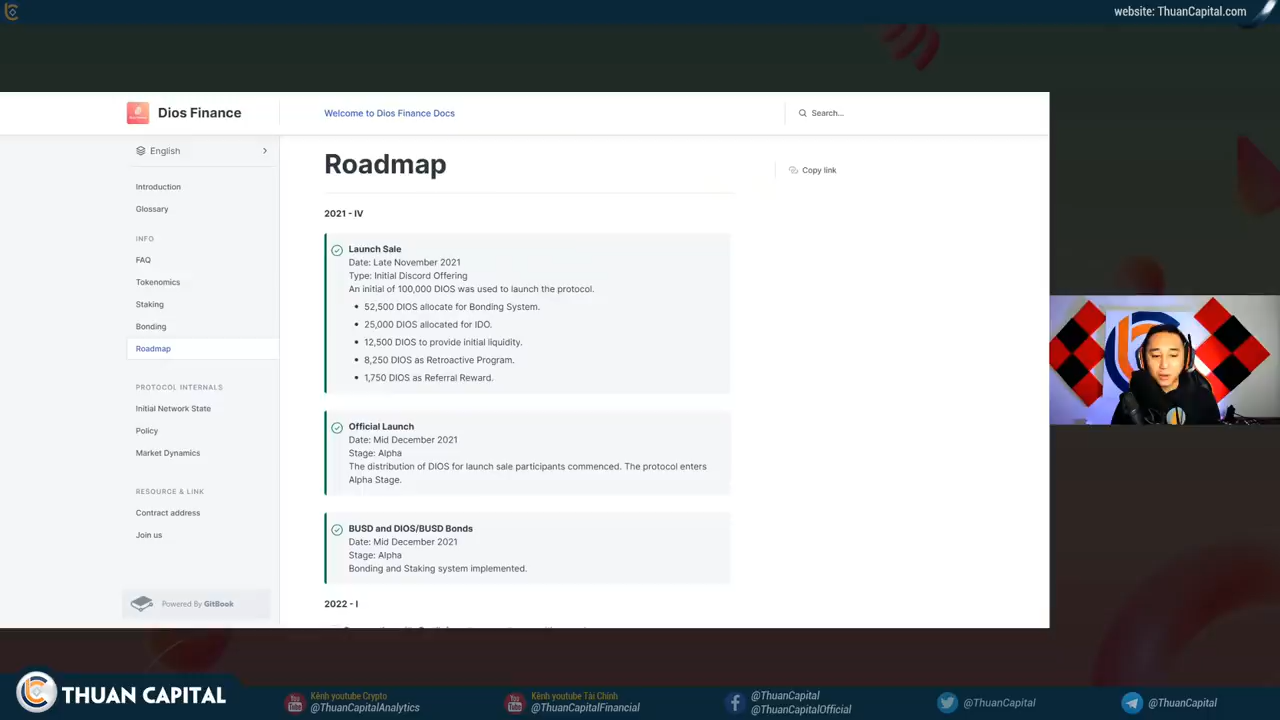 website: ThuanCapital.com
Dios Finance
Welcome to Dios Finance Docs
Search...
English
Introduction
Glossary
INFO
FAQ
Tokenomics
Staking
Bonding
Roadmap
PROTOCOL INTERNALS
Initial Network State
Policy
Market Dynamics
RESOURCE & LINK
Contract address
Join us
Powered By GitBook
Roadmap
Copy link
2021 - IV
Launch Sale
Date: Late November 2021
Type: Initial Discord Offering
An initial of 100,000 DIOS was used to launch the protocol.
• 52,500 DIOS allocate for Bonding System.
• 25,000 DIOS allocated for IDO.
• 12,500 DIOS to provide initial liquidity.
• 8,250 DIOS as Retroactive Program.
• 1,750 DIOS as Referral Reward.
Official Launch
Date: Mid December 2021
Stage: Alpha
The distribution of DIOS for launch sale participants commenced. The protocol enters
Alpha Stage.
BUSD and DIOS/BUSD Bonds
Date: Mid December 2021
Stage: Alpha
Bonding and Staking system implemented.
2022 - I
THUAN CAPITAL
Kênh youtube Crypto
@ThuanCapitalAnalytics
Kênh youtube Tài Chính
@ThuanCapitalFinancial
@ThuanCapital
@ThuanCapitalOfficial
@ThuanCapital
@ThuanCapital